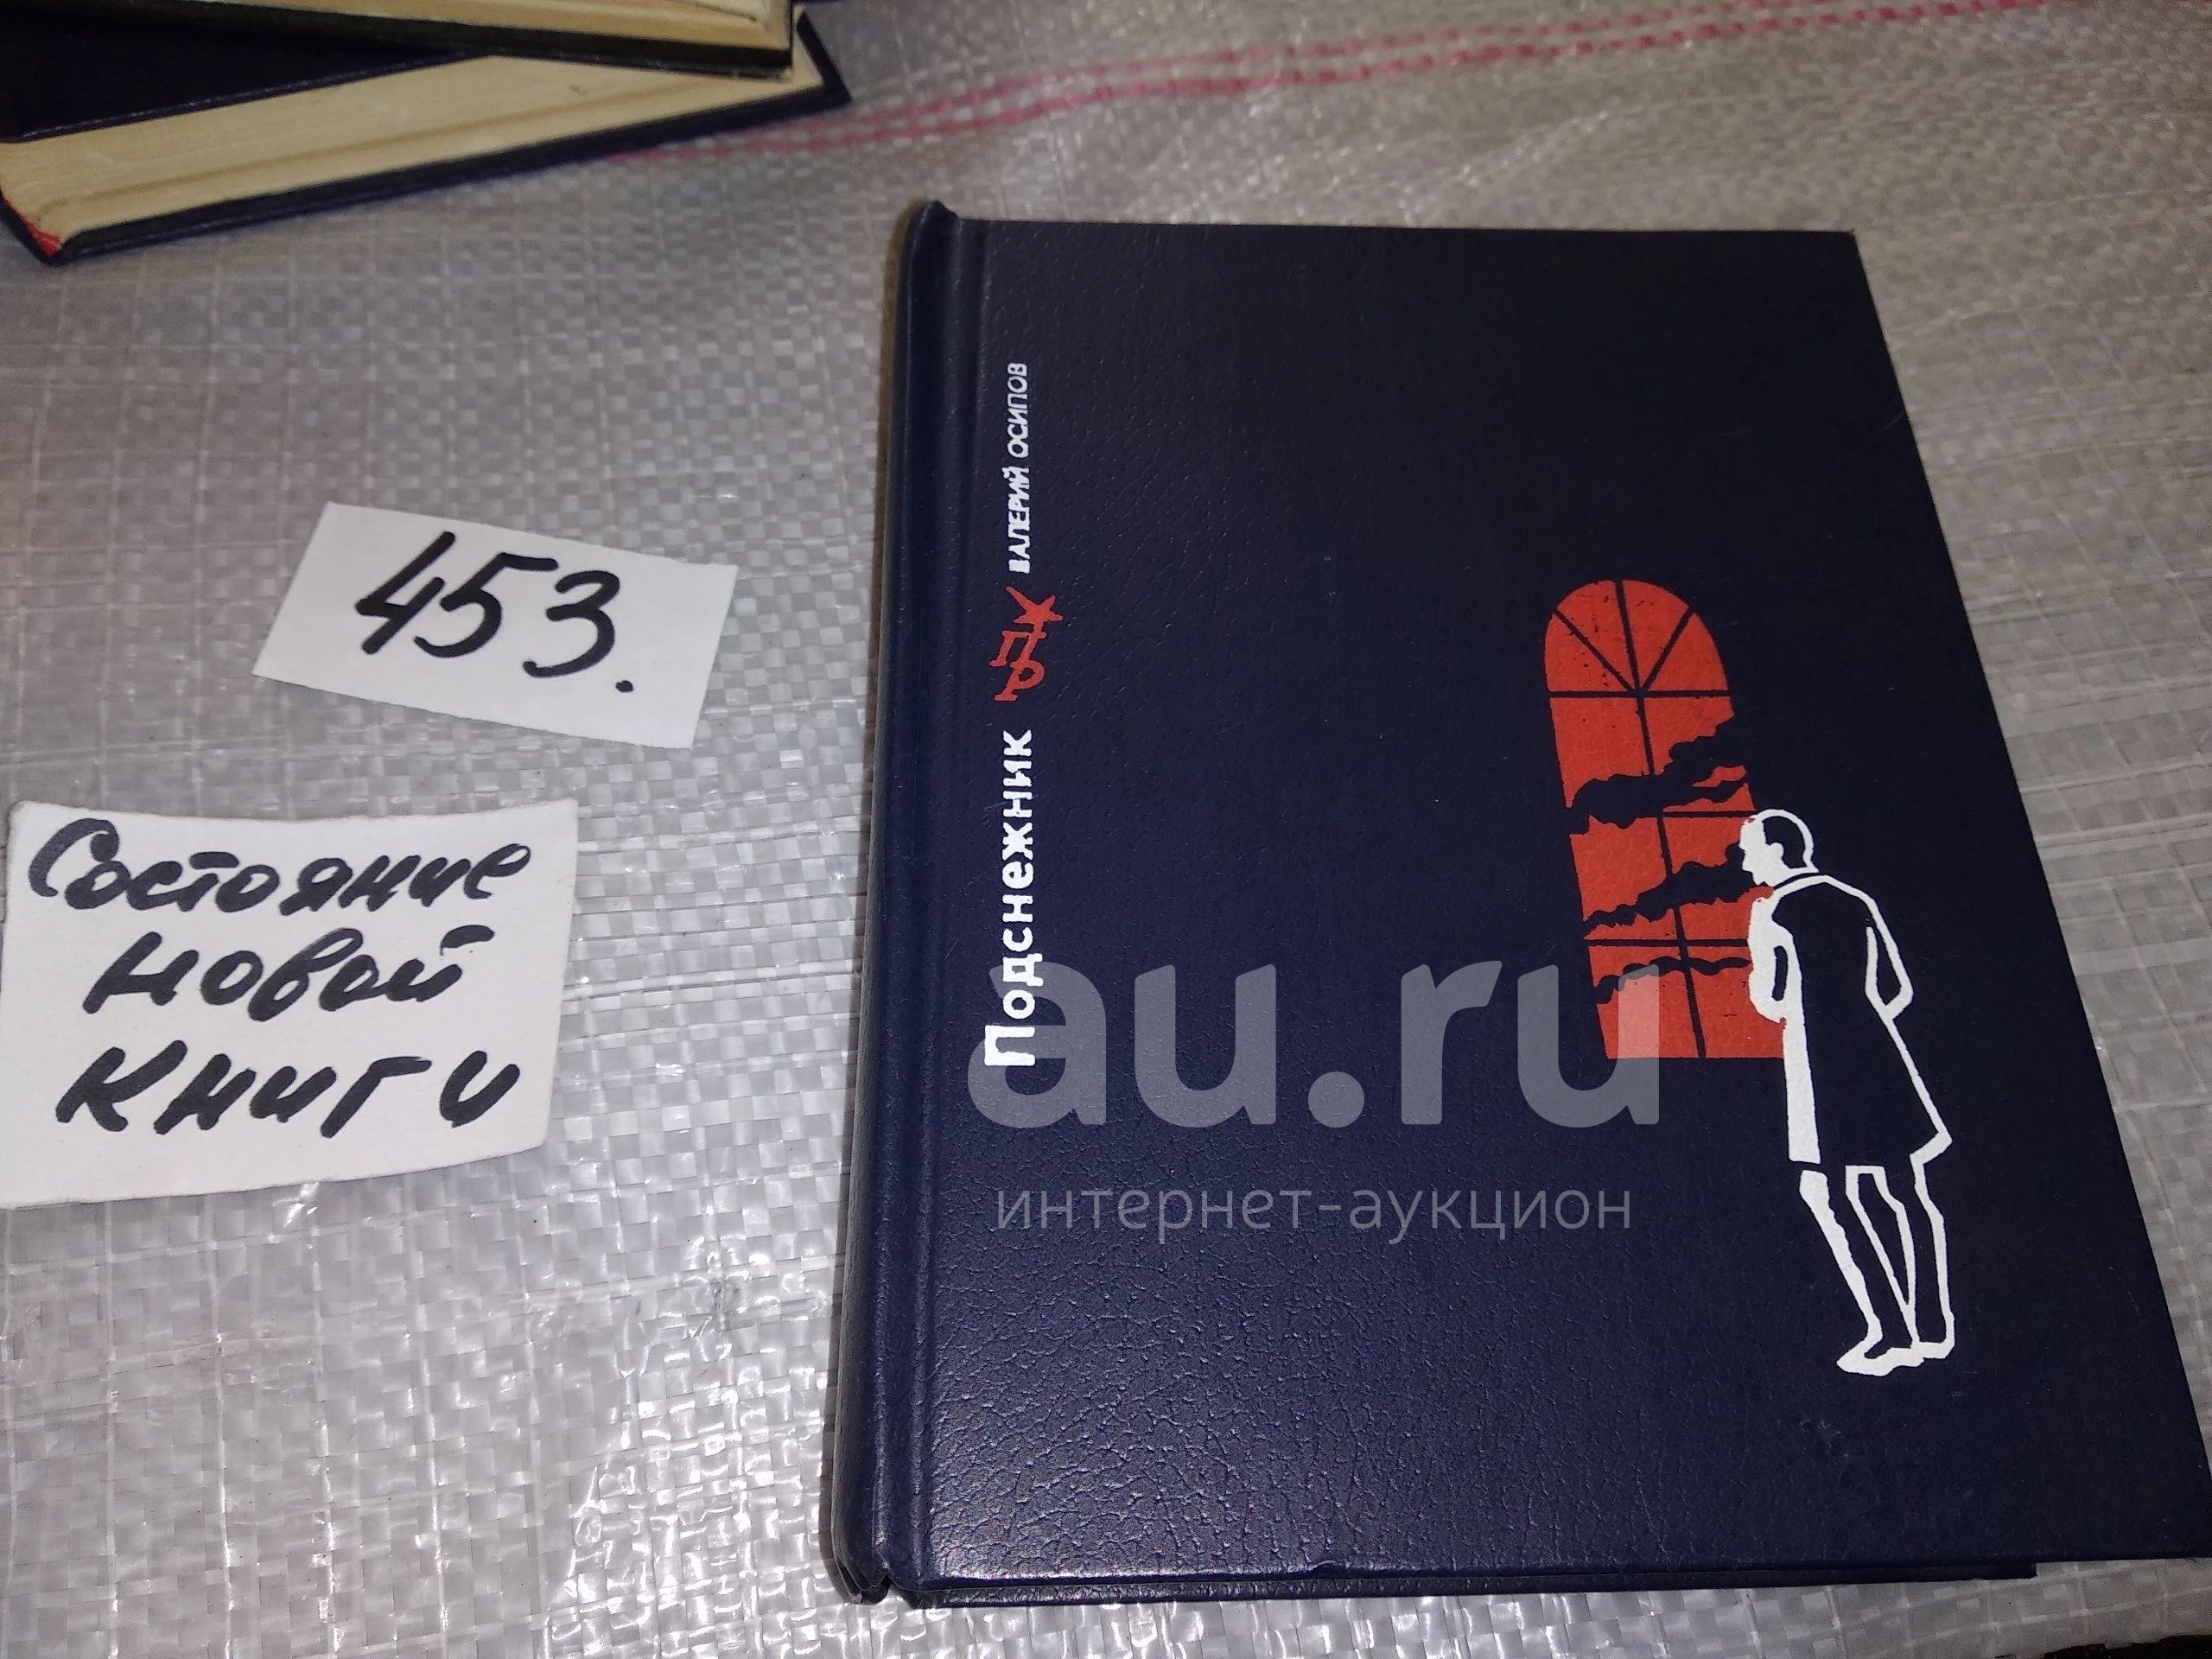 453.
Состояние
новой
книги
Подснежник ПР ВАЛЕРИЙ ОСИПОВ
au.ru
интернет-аукцион